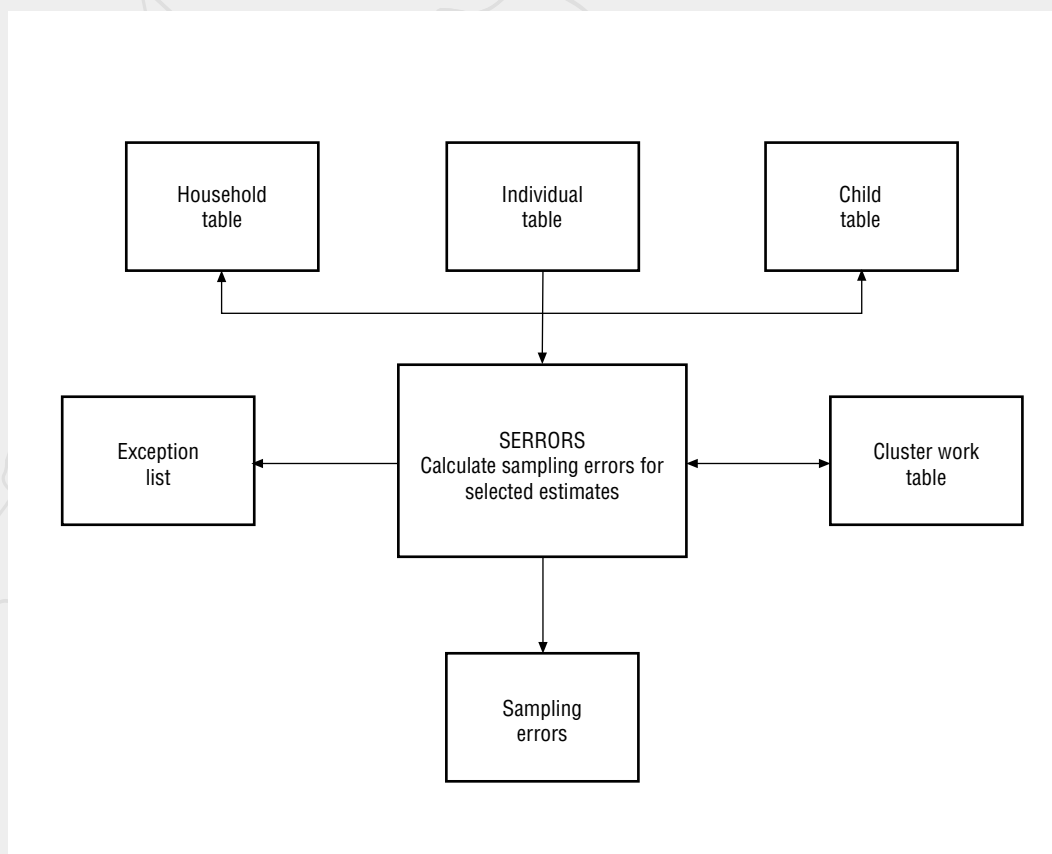 Household
table
Individual
table
Child
table
Exception
list
SERRORS
Calculate sampling errors for
selected estimates
Cluster work
table
Sampling
errors